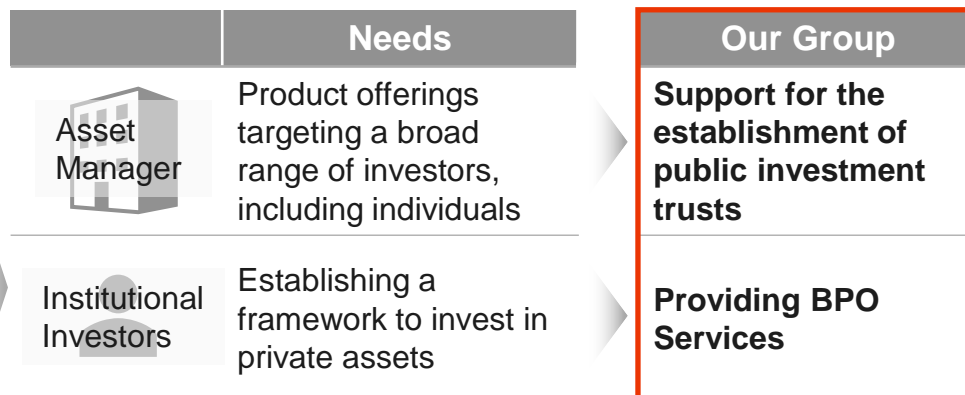 Needs
Our Group
Asset
Manager
Product offerings
targeting a broad
range of investors,
including individuals
Support for the
establishment of
public investment
trusts
Institutional
Investors
Establishing a
framework to invest in
private assets
Providing BPO
Services